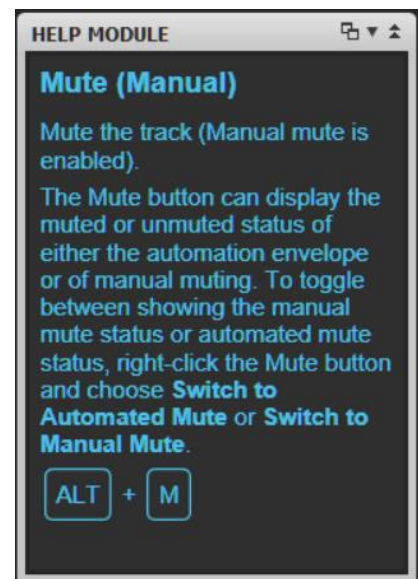 HELP MODULE
Mute (Manual)
Mute the track (Manual mute is
enabled).
The Mute button can display the
muted or unmuted status of
either the automation envelope
or of manual muting. To toggle
between showing the manual
mute status or automated mute
status, right-click the Mute button
and choose Switch to
Automated Mute or Switch to
Manual Mute.
ALT + M